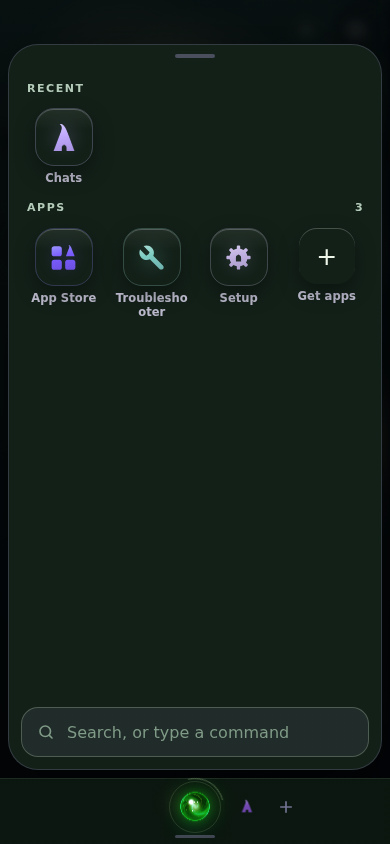 RECENT
Chats
APPS 3
App Store
Troublesho
oter
Setup
Get apps
Search, or type a command